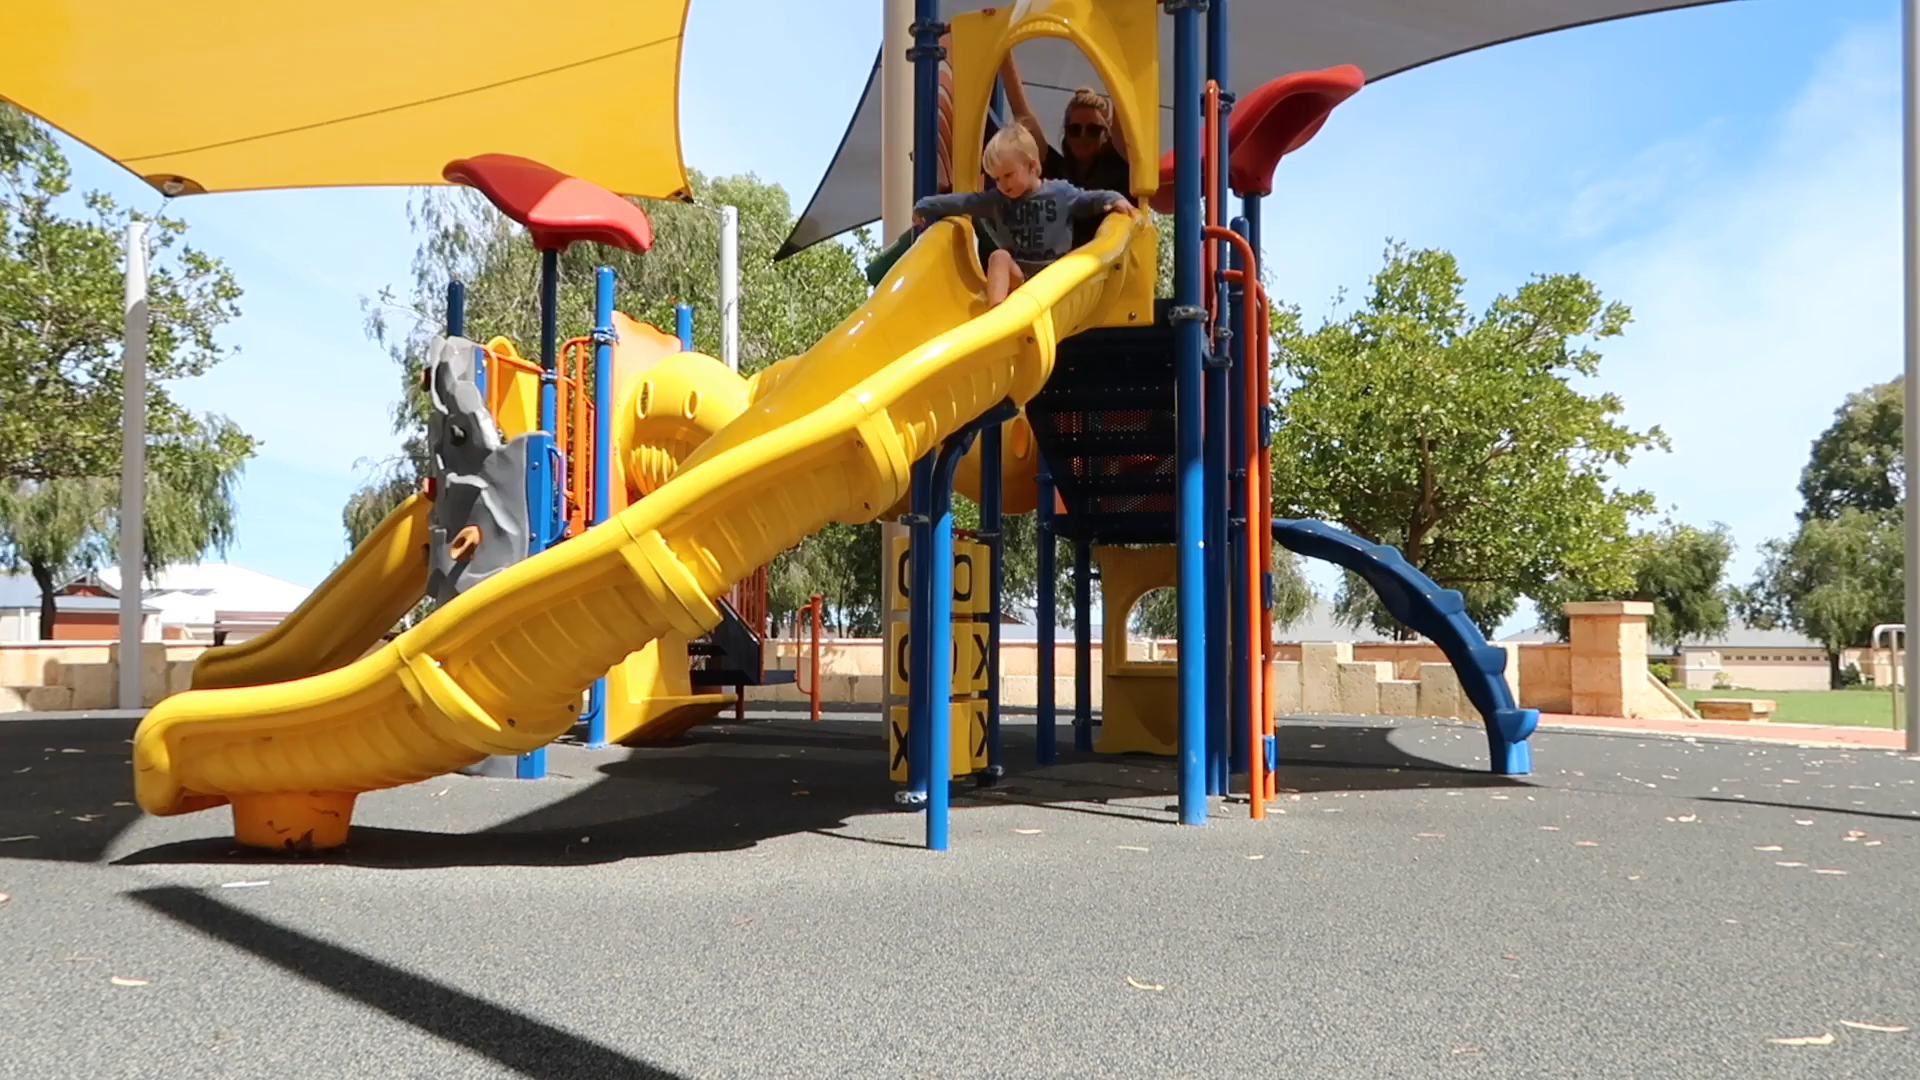 MUM'S
THE
O O
O O X
X X